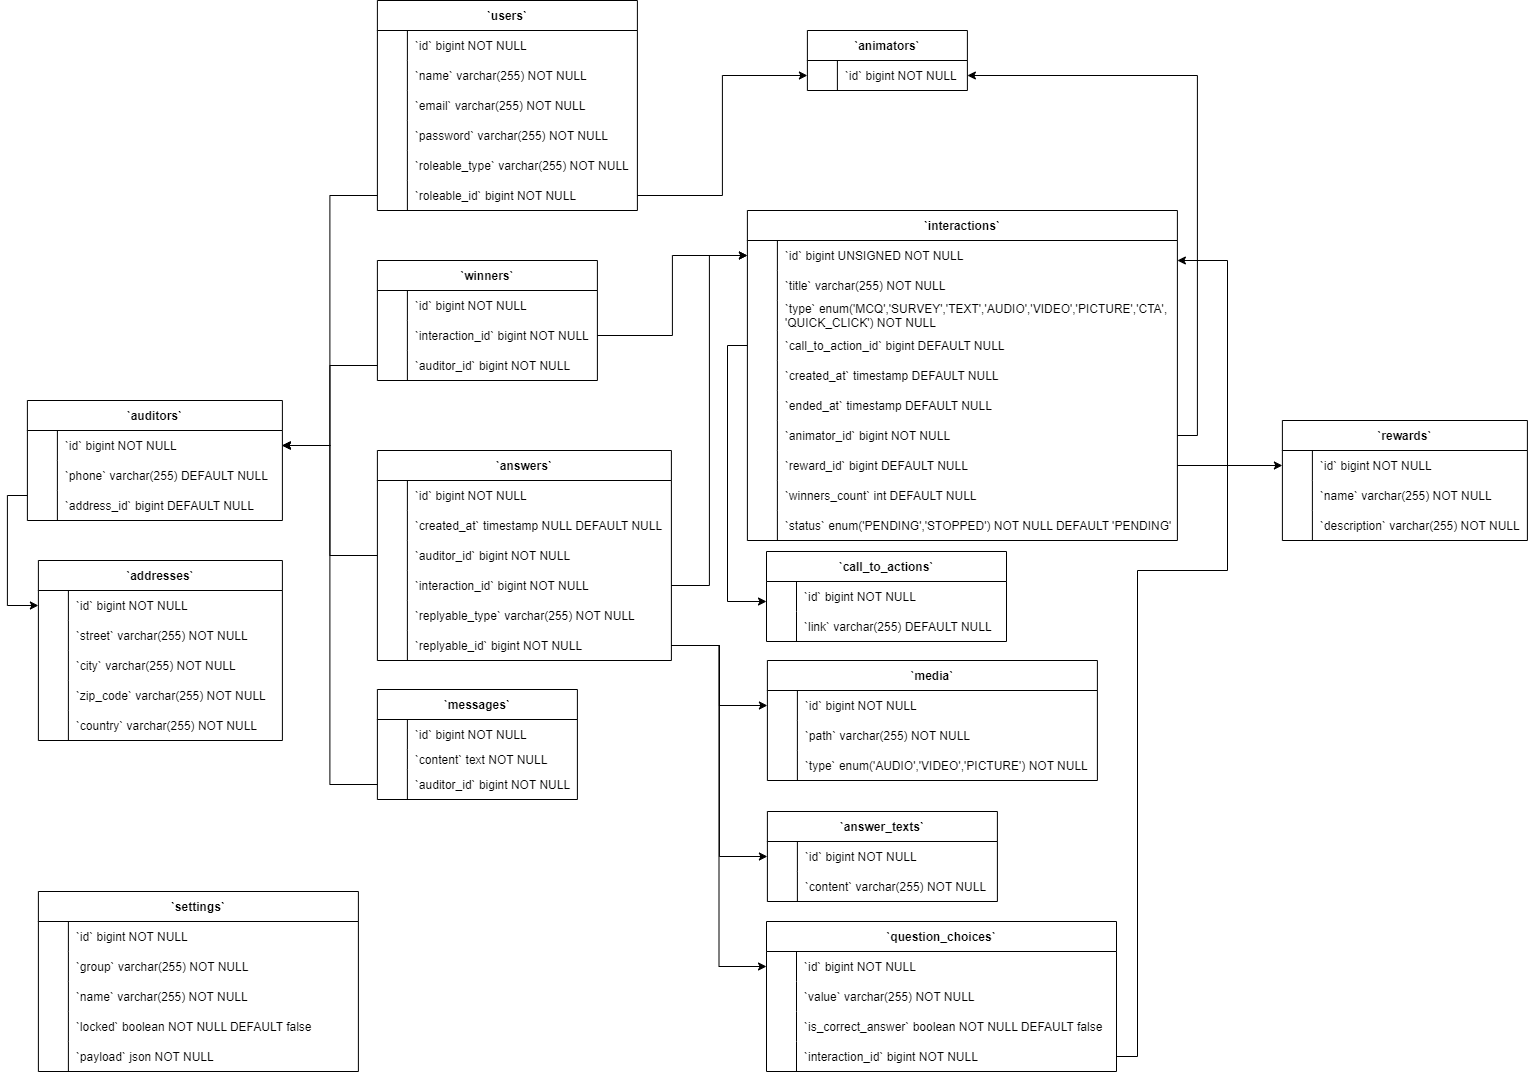 `users`
`id` bigint NOT NULL
`name` varchar(255) NOT NULL
`email` varchar(255) NOT NULL
`password` varchar(255) NOT NULL
`roleable_type` varchar(255) NOT NULL
`roleable_id` bigint NOT NULL
`animators`
`id` bigint NOT NULL
`interactions`
`id` bigint UNSIGNED NOT NULL
`title` varchar(255) NOT NULL
`type` enum('MCQ','SURVEY','TEXT','AUDIO','VIDEO','PICTURE','CTA',
'QUICK_CLICK') NOT NULL
`call_to_action_id` bigint DEFAULT NULL
`created_at` timestamp DEFAULT NULL
`ended_at` timestamp DEFAULT NULL
`animator_id` bigint NOT NULL
`reward_id` bigint DEFAULT NULL
`winners_count` int DEFAULT NULL
`status` enum('PENDING','STOPPED') NOT NULL DEFAULT 'PENDING'
`winners`
`id` bigint NOT NULL
`interaction_id` bigint NOT NULL
`auditor_id` bigint NOT NULL
`auditors`
`id` bigint NOT NULL
`phone` varchar(255) DEFAULT NULL
`address_id` bigint DEFAULT NULL
`rewards`
`id` bigint NOT NULL
`name` varchar(255) NOT NULL
`description` varchar(255) NOT NULL
`answers`
`id` bigint NOT NULL
`created_at` timestamp NULL DEFAULT NULL
`auditor_id` bigint NOT NULL
`interaction_id` bigint NOT NULL
`replyable_type` varchar(255) NOT NULL
`replyable_id` bigint NOT NULL
`addresses`
`id` bigint NOT NULL
`street` varchar(255) NOT NULL
`city` varchar(255) NOT NULL
`zip_code` varchar(255) NOT NULL
`country` varchar(255) NOT NULL
`call_to_actions`
`id` bigint NOT NULL
`link` varchar(255) DEFAULT NULL
`media`
`id` bigint NOT NULL
`path` varchar(255) NOT NULL
`type` enum('AUDIO','VIDEO','PICTURE') NOT NULL
`messages`
`id` bigint NOT NULL
`content` text NOT NULL
`auditor_id` bigint NOT NULL
`answer_texts`
`id` bigint NOT NULL
`content` varchar(255) NOT NULL
`settings`
`id` bigint NOT NULL
`group` varchar(255) NOT NULL
`name` varchar(255) NOT NULL
`locked` boolean NOT NULL DEFAULT false
`payload` json NOT NULL
`question_choices`
`id` bigint NOT NULL
`value` varchar(255) NOT NULL
`is_correct_answer` boolean NOT NULL DEFAULT false
`interaction_id` bigint NOT NULL